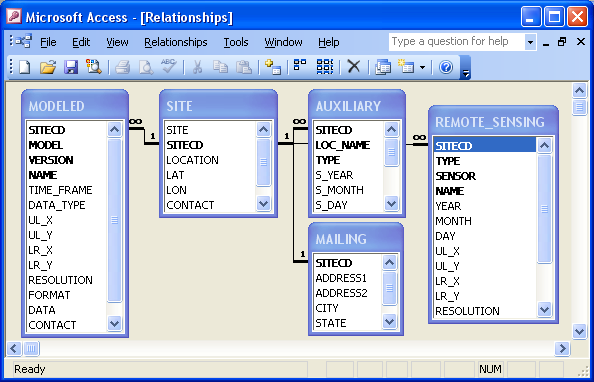 Microsoft Access - [Relationships]
File Edit View Relationships Tools Window Help Type a question for help
MODELED
SITECD
MODEL
VERSION
NAME
TIME_FRAME
DATA_TYPE
UL_X
UL_Y
LR_X
LR_Y
RESOLUTION
FORMAT
DATA
CONTACT
∞ 1
SITE
SITE
SITECD
LOCATION
LAT
LON
CONTACT
1 ∞
AUXILIARY
SITECD
LOC_NAME
TYPE
S_YEAR
S_MONTH
S_DAY
1
MAILING
SITECD
ADDRESS1
ADDRESS2
CITY
STATE
∞
REMOTE_SENSING
SITECD
TYPE
SENSOR
NAME
YEAR
MONTH
DAY
UL_X
UL_Y
LR_X
LR_Y
RESOLUTION
Ready NUM